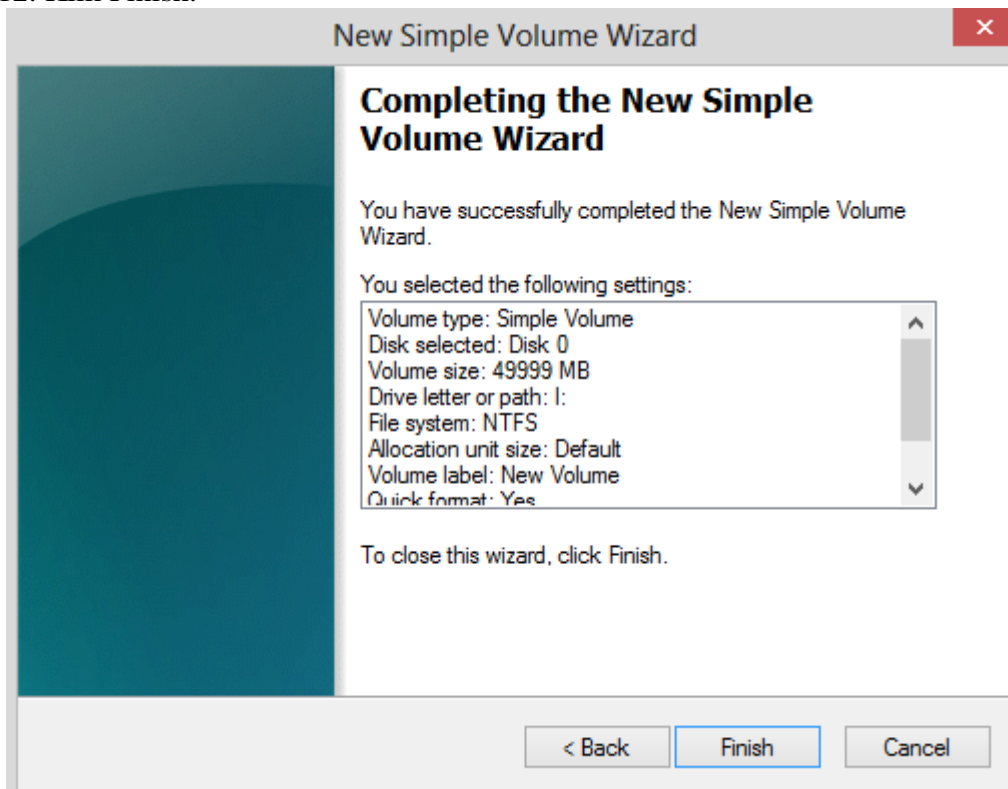 New Simple Volume Wizard
Completing the New Simple
Volume Wizard
You have successfully completed the New Simple Volume
Wizard.
You selected the following settings:
Volume type: Simple Volume
Disk selected: Disk 0
Volume size: 49999 MB
Drive letter or path: I:
File system: NTFS
Allocation unit size: Default
Volume label: New Volume
Quick format: Yes
To close this wizard, click Finish.
< Back Finish Cancel